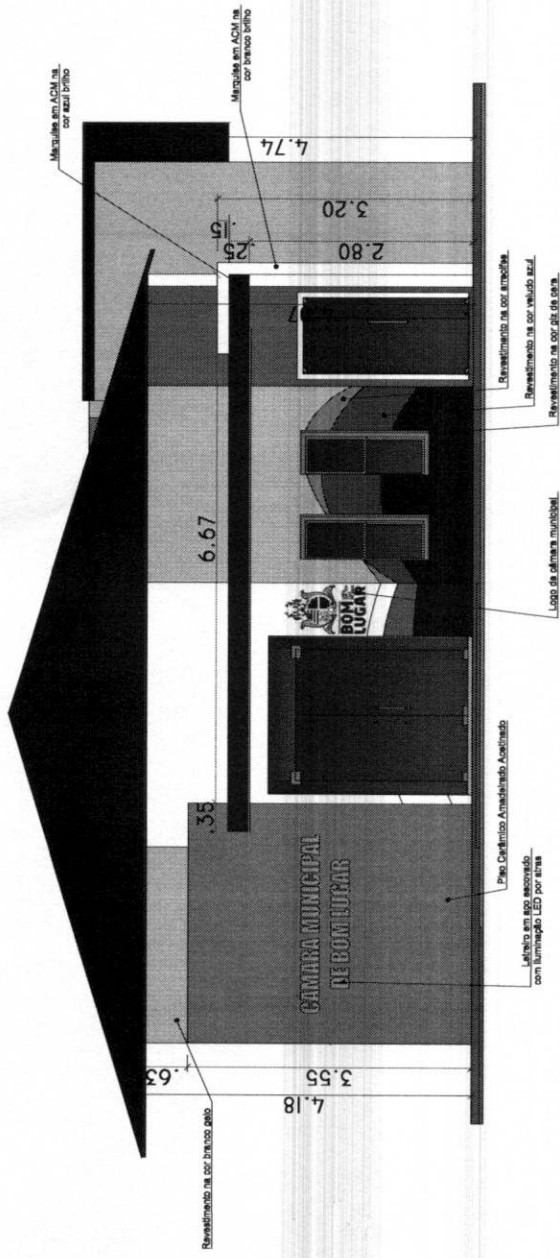 Marquise em ACM na
cor azul brilho
Marquise em ACM na
cor branco brilho
4.74
3.20
.15
.25
2.80
6.67
.35
.63
3.55
4.18
CÂMARA MUNICIPAL
DE BOM LUGAR
BOM
LUGAR
Revestimento na cor branco gelo
Letreiro em aço escovado
com iluminação LED por atras
Piso Cerâmico Amadeirado Acetinado
Logo da câmara municipal
Revestimento na cor giz de cera
Revestimento na cor veludo azul
Revestimento na cor arrecifes